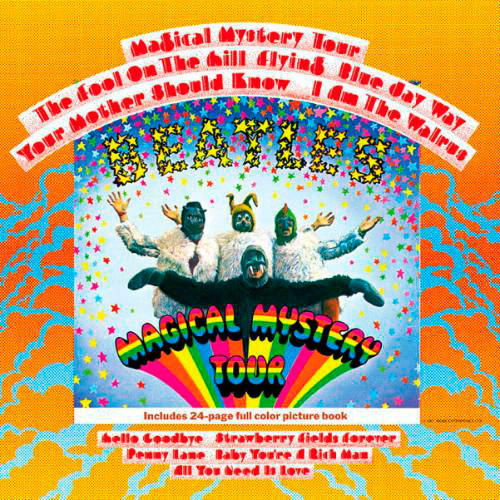 Magical Mystery Tour
The Fool On The Hill Flying Blue Jay Way
Your Mother Should Know I Am The Walrus
BEATLES
MAGICAL MYSTERY
TOUR
Includes 24-page full color picture book
Hello Goodbye Strawberry Fields Forever
Penny Lane Baby You're A Rich Man
All You Need Is Love